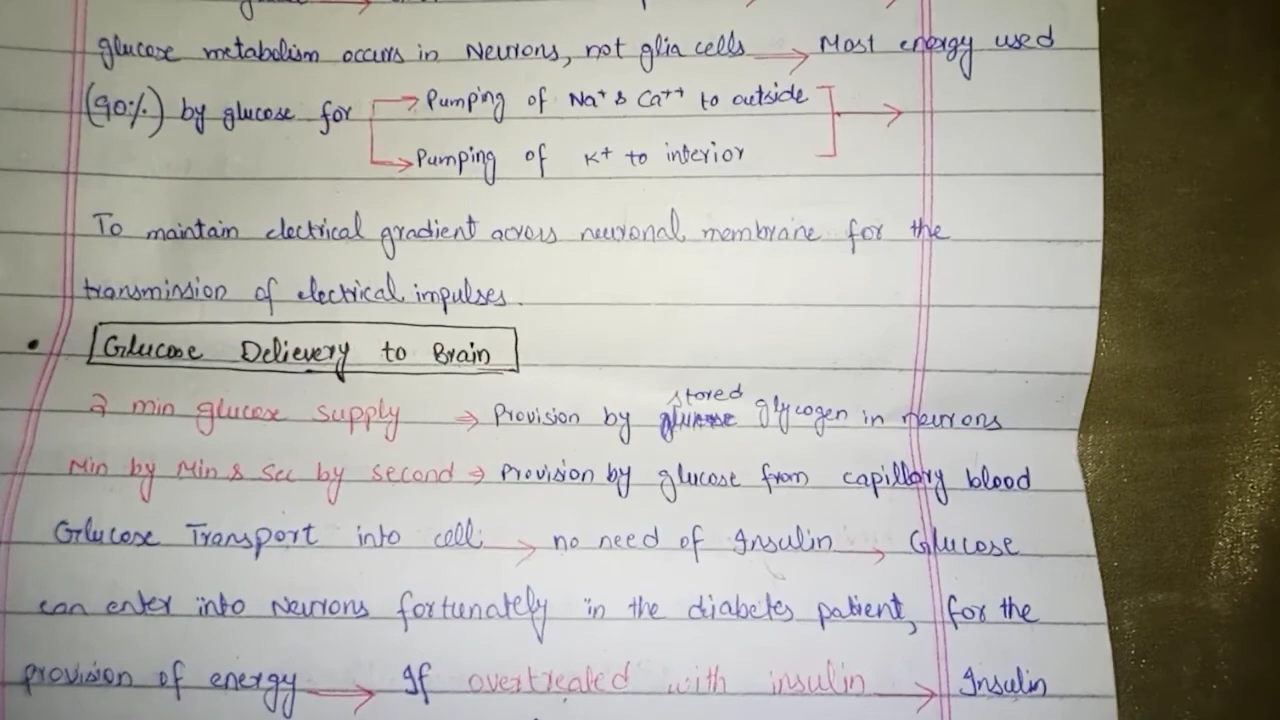 glucose metabolism occurs in Neurons, not glia cells → Most energy used
(90%) by glucose for → Pumping of Na+ & Ca++ to outside →
→ Pumping of K+ to interior
To maintain electrical gradient across neuronal membrane for the
transmission of electrical impulses.
• Glucose Delievery to Brain
2 min glucose supply → Provision by stored glycogen in neurons
Min by Min & Sec by second → Provision by glucose from capillary blood
Glucose Transport into cell → no need of Insulin → Glucose
can enter into Neurons fortunately in the diabetes patient, for the
provision of energy → If overtreated with insulin → Insulin